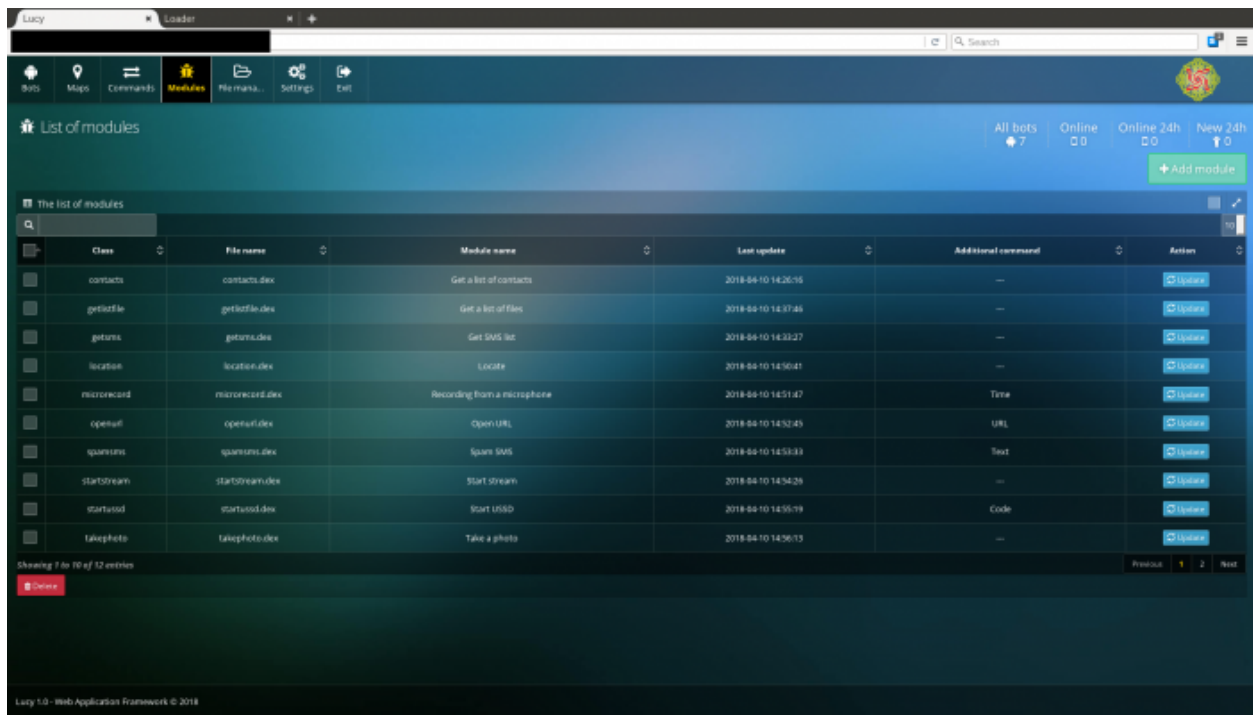 Lucy Loader
Search
Bots Maps Commands Modules File mana... Settings Exit
List of modules
All bots Online Online 24h New 24h
7 0 0 0
Add module
The list of modules
10
Class File name Module name Last update Additional command Action
contacts contacts.dex Get a list of contacts 2018-04-10 14:26:16 --- Update
getlistfile getlistfile.dex Get a list of files 2018-04-10 14:37:46 --- Update
getsms getsms.dex Get SMS list 2018-04-10 14:33:27 --- Update
location location.dex Locate 2018-04-10 14:50:41 --- Update
microrecord microrecord.dex Recording from a microphone 2018-04-10 14:51:47 Time Update
openurl openurl.dex Open URL 2018-04-10 14:52:45 URL Update
spamsms spamsms.dex Spam SMS 2018-04-10 14:53:33 Text Update
startstream startstream.dex Start stream 2018-04-10 14:54:26 --- Update
startussd startussd.dex Start USSD 2018-04-10 14:55:19 Code Update
takephoto takephoto.dex Take a photo 2018-04-10 14:56:13 --- Update
Showing 1 to 10 of 12 entries
Previous 1 2 Next
Delete
Lucy 1.0 - Web Application Framework © 2018